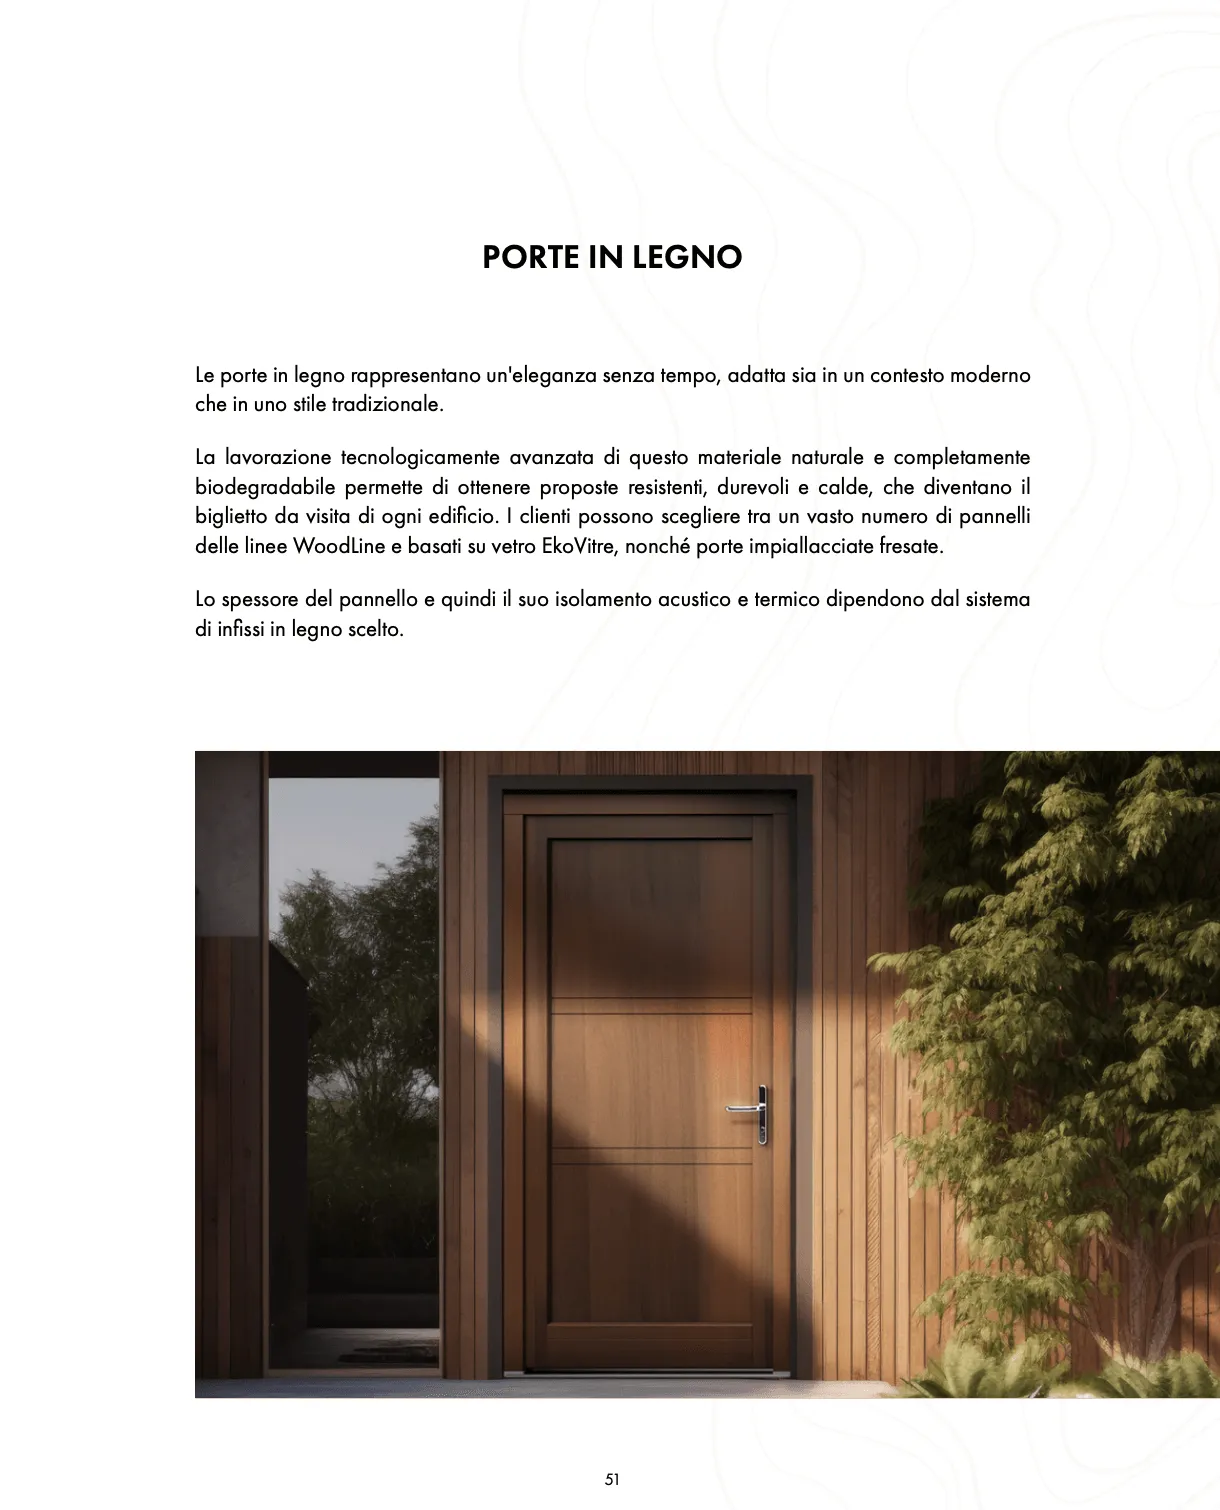 PORTE IN LEGNO
Le porte in legno rappresentano un'eleganza senza tempo, adatta sia in un contesto moderno
che in uno stile tradizionale.
La lavorazione tecnologicamente avanzata di questo materiale naturale e completamente
biodegradabile permette di ottenere proposte resistenti, durevoli e calde, che diventano il
biglietto da visita di ogni edificio. I clienti possono scegliere tra un vasto numero di pannelli
delle linee WoodLine e basati su vetro EkoVitre, nonché porte impiallacciate fresate.
Lo spessore del pannello e quindi il suo isolamento acustico e termico dipendono dal sistema
di infissi in legno scelto.
51